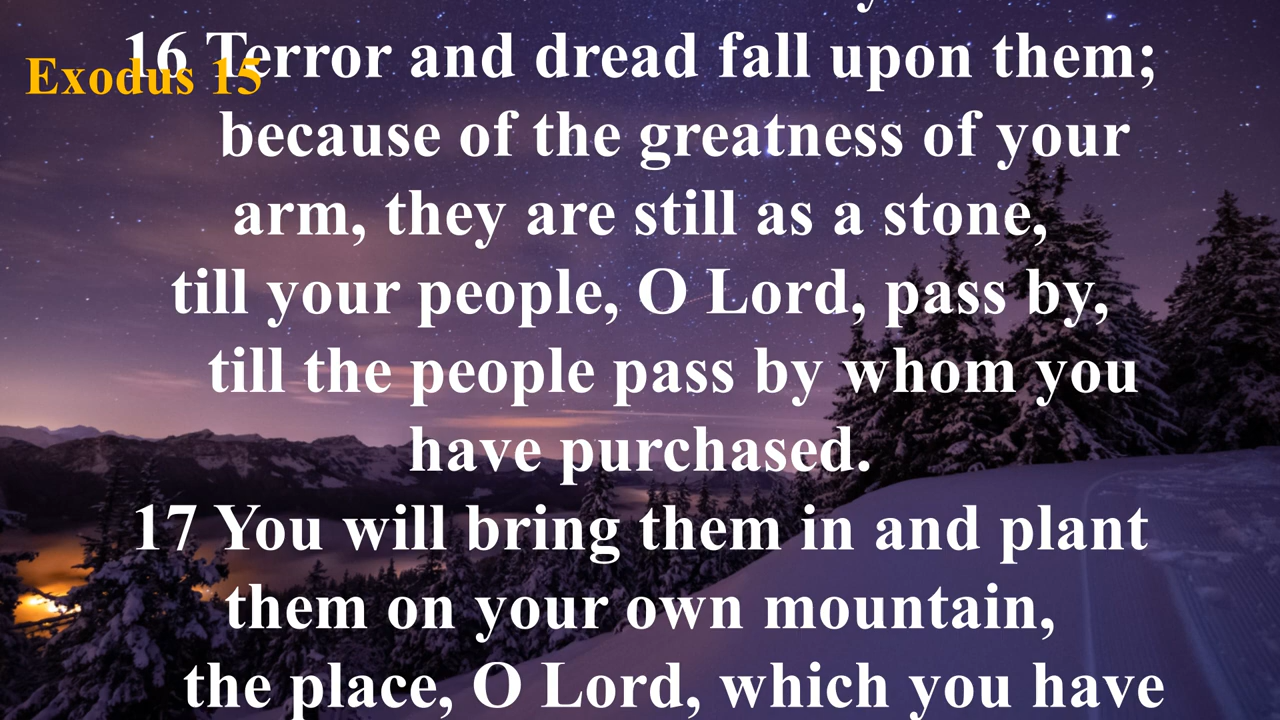 16 Terror and dread fall upon them;
Exodus 15
because of the greatness of your
arm, they are still as a stone,
till your people, O Lord, pass by,
till the people pass by whom you
have purchased.
17 You will bring them in and plant
them on your own mountain,
the place, O Lord, which you have